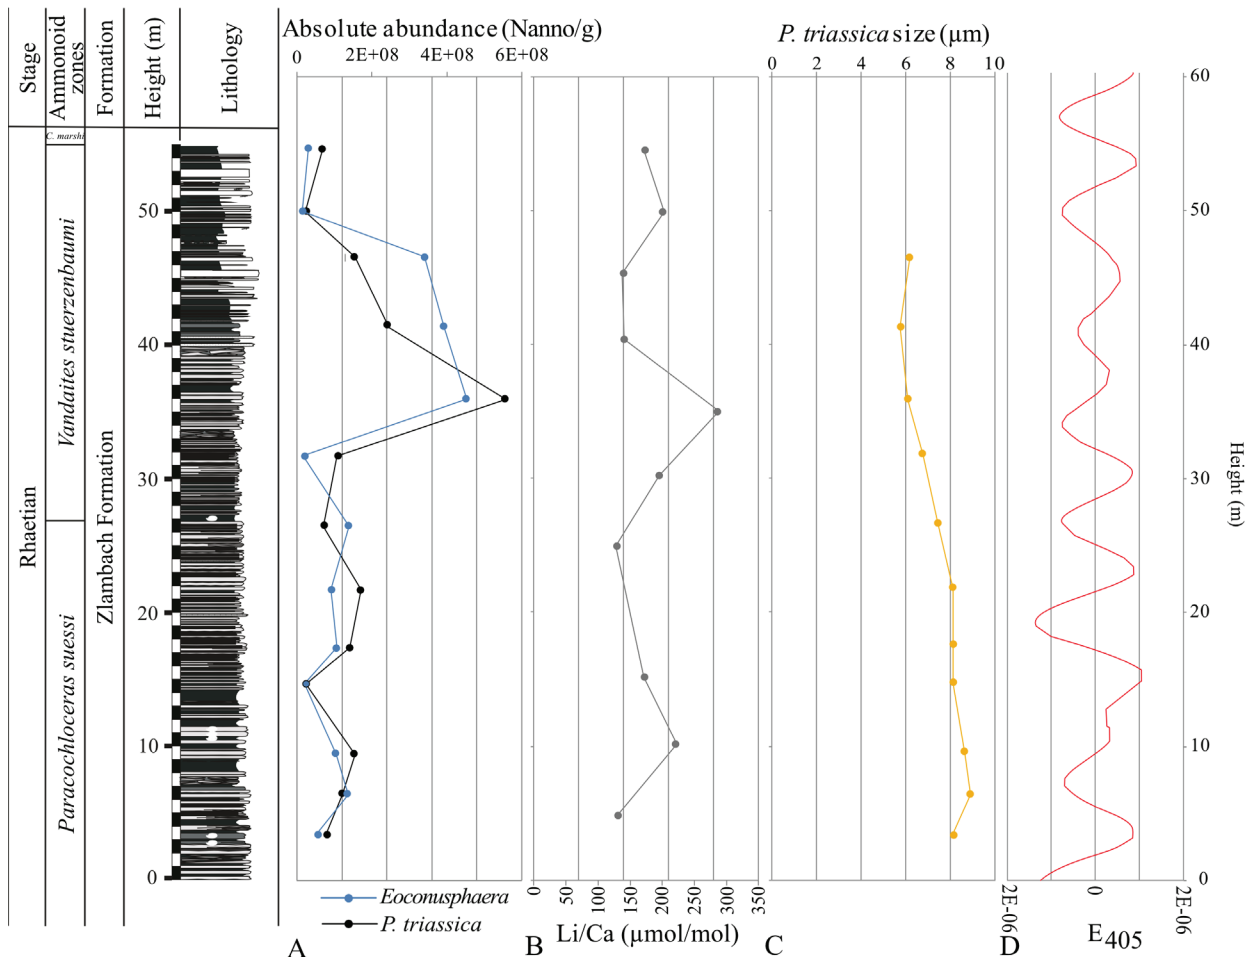 Stage
Ammonoid zones
Formation
Height (m)
Lithology
Absolute abundance (Nanno/g)
0
2E+08
4E+08
6E+08
P. triassica size (μm)
0
2
4
6
8
10
60
50
40
30
20
10
0
Height (m)
C. marshi
Vandaites stuerzenbaumi
Paracochloceras suessi
Rhaetian
Zlambach Formation
50
40
30
20
10
0
Eoconusphaera
P. triassica
A
0
50
100
150
200
250
300
350
Li/Ca (μmol/mol)
B
C
2E-06
0
2E-06
E405
D